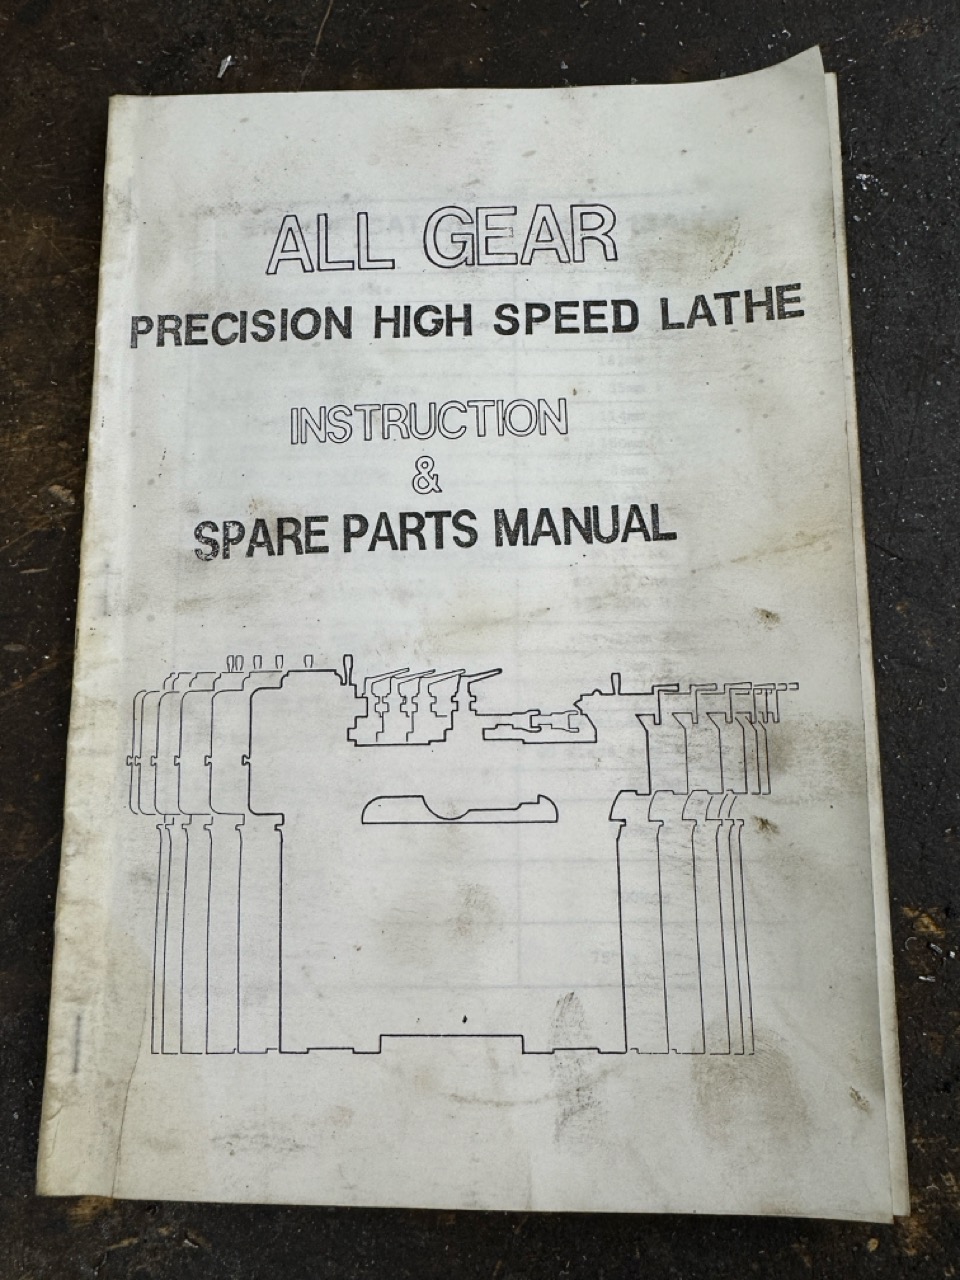 ALL GEAR
PRECISION HIGH SPEED LATHE
INSTRUCTION
&
SPARE PARTS MANUAL